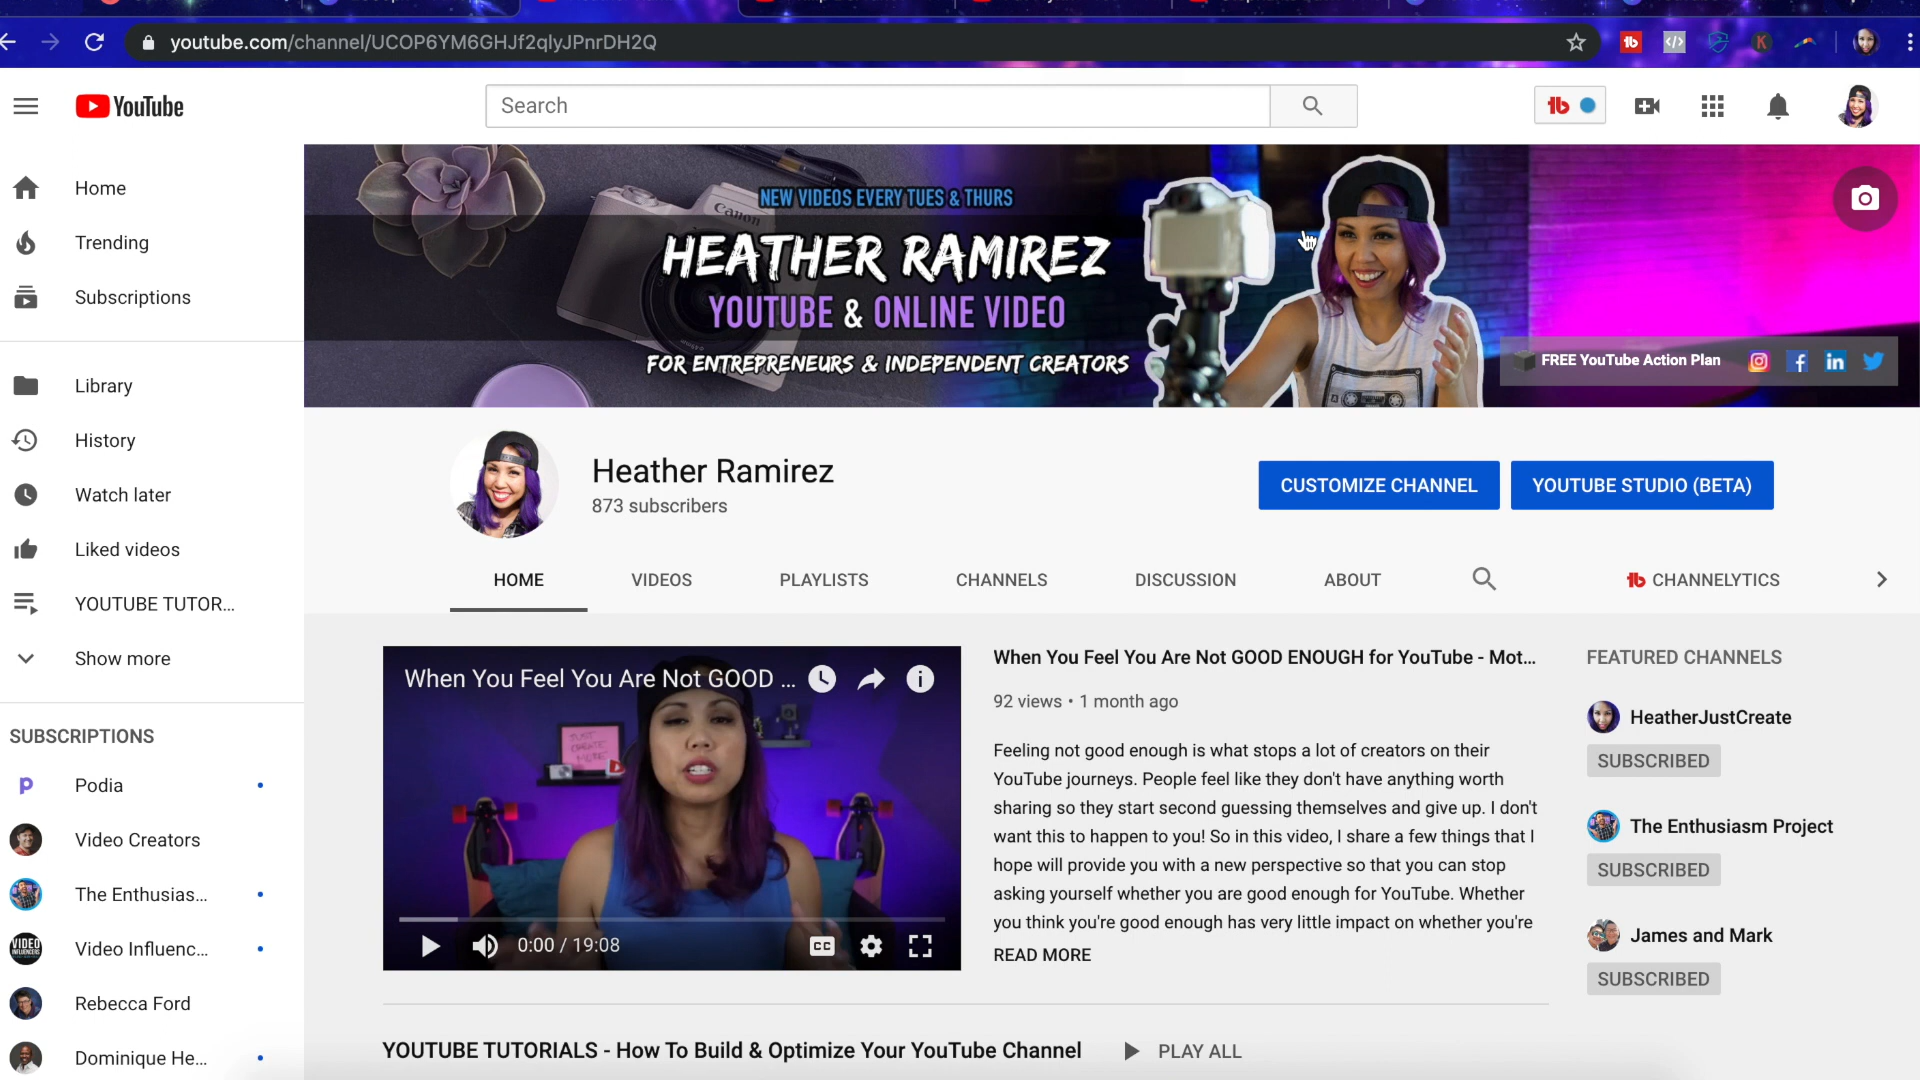 youtube.com/channel/UCOP6YM6GHJf2qlyJPnrDH2Q
YouTube
Search
Home
Trending
Subscriptions
Library
History
Watch later
Liked videos
YOUTUBE TUTOR...
Show more
SUBSCRIPTIONS
Podia
Video Creators
The Enthusias...
Video Influenc...
Rebecca Ford
Dominique He...
NEW VIDEOS EVERY TUES & THURS
Canon
HEATHER RAMIREZ
YOUTUBE & ONLINE VIDEO
FOR ENTREPRENEURS & INDEPENDENT CREATORS
FREE YouTube Action Plan
Heather Ramirez
873 subscribers
CUSTOMIZE CHANNEL
YOUTUBE STUDIO (BETA)
HOME VIDEOS PLAYLISTS CHANNELS DISCUSSION ABOUT CHANNELYTICS
When You Feel You Are Not GOOD ...
JUST
CREATE
MORE!
0:00 / 19:08
CC
When You Feel You Are Not GOOD ENOUGH for YouTube - Mot...
92 views • 1 month ago
Feeling not good enough is what stops a lot of creators on their
YouTube journeys. People feel like they don't have anything worth
sharing so they start second guessing themselves and give up. I don't
want this to happen to you! So in this video, I share a few things that I
hope will provide you with a new perspective so that you can stop
asking yourself whether you are good enough for YouTube. Whether
you think you're good enough has very little impact on whether you're
READ MORE
FEATURED CHANNELS
HeatherJustCreate
SUBSCRIBED
The Enthusiasm Project
SUBSCRIBED
James and Mark
SUBSCRIBED
YOUTUBE TUTORIALS - How To Build & Optimize Your YouTube Channel
PLAY ALL